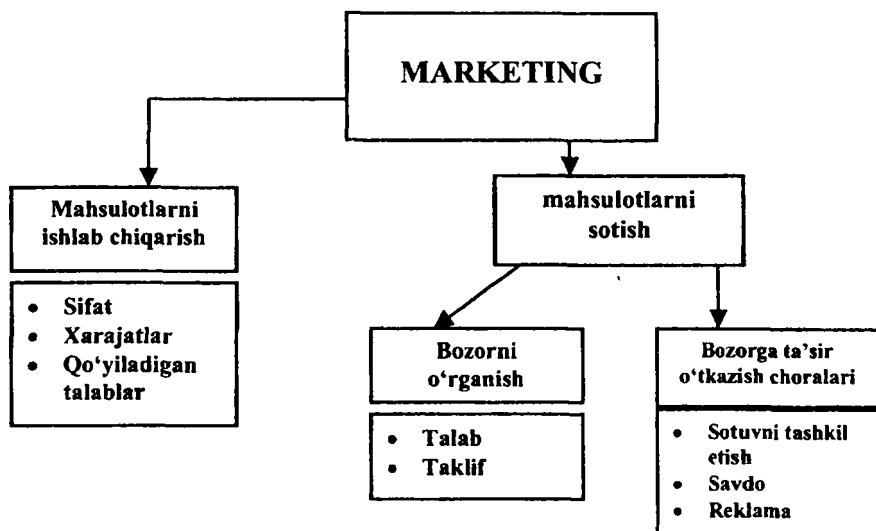 MARKETING
Mahsulotlarni
ishlab chiqarish
mahsulotlarni
sotish
• Sifat
• Xarajatlar
• Qo‘yiladigan
talablar
Bozorni
o‘rganish
Bozorga ta’sir
o‘tkazish choralari
• Talab
• Taklif
• Sotuvni tashkil
etish
• Savdo
• Reklama